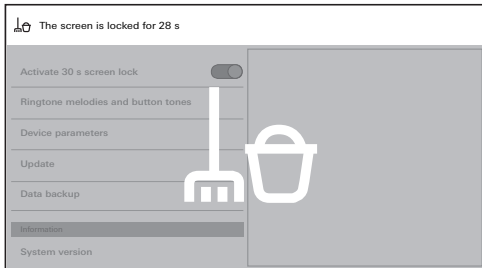 The screen is locked for 28 s
Activate 30 s screen lock
Ringtone melodies and button tones
Device parameters
Update
Data backup
Information
System version